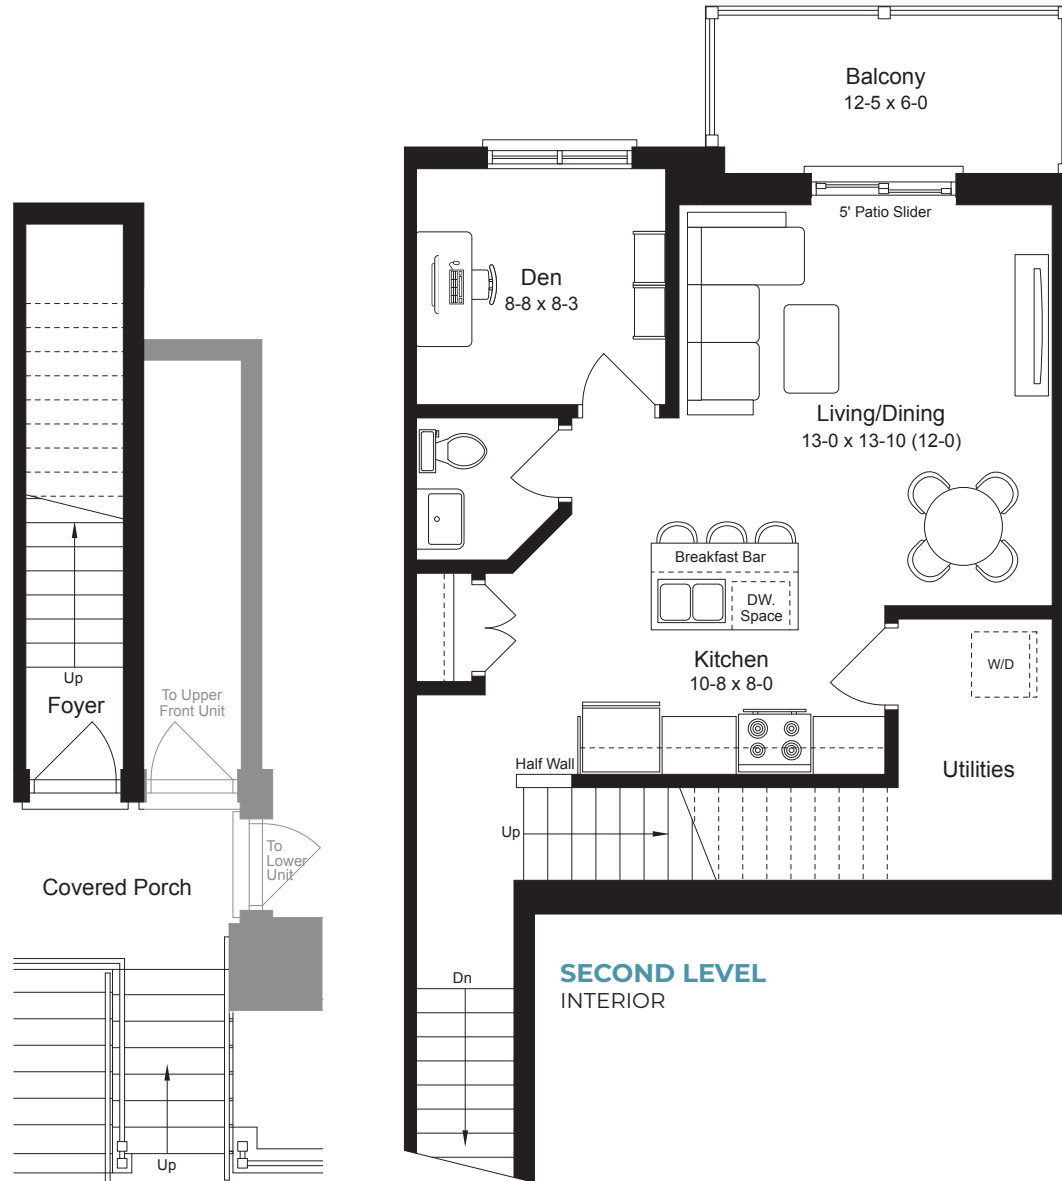 Balcony
12-5 x 6-0
5' Patio Slider
Den
8-8 x 8-3
Living/Dining
13-0 x 13-10 (12-0)
Breakfast Bar
DW.
Space
Kitchen
10-8 x 8-0
W/D
Utilities
Half Wall
Up
Dn
SECOND LEVEL
INTERIOR
Up
Foyer
To Upper
Front Unit
To
Lower
Unit
Covered Porch
Up